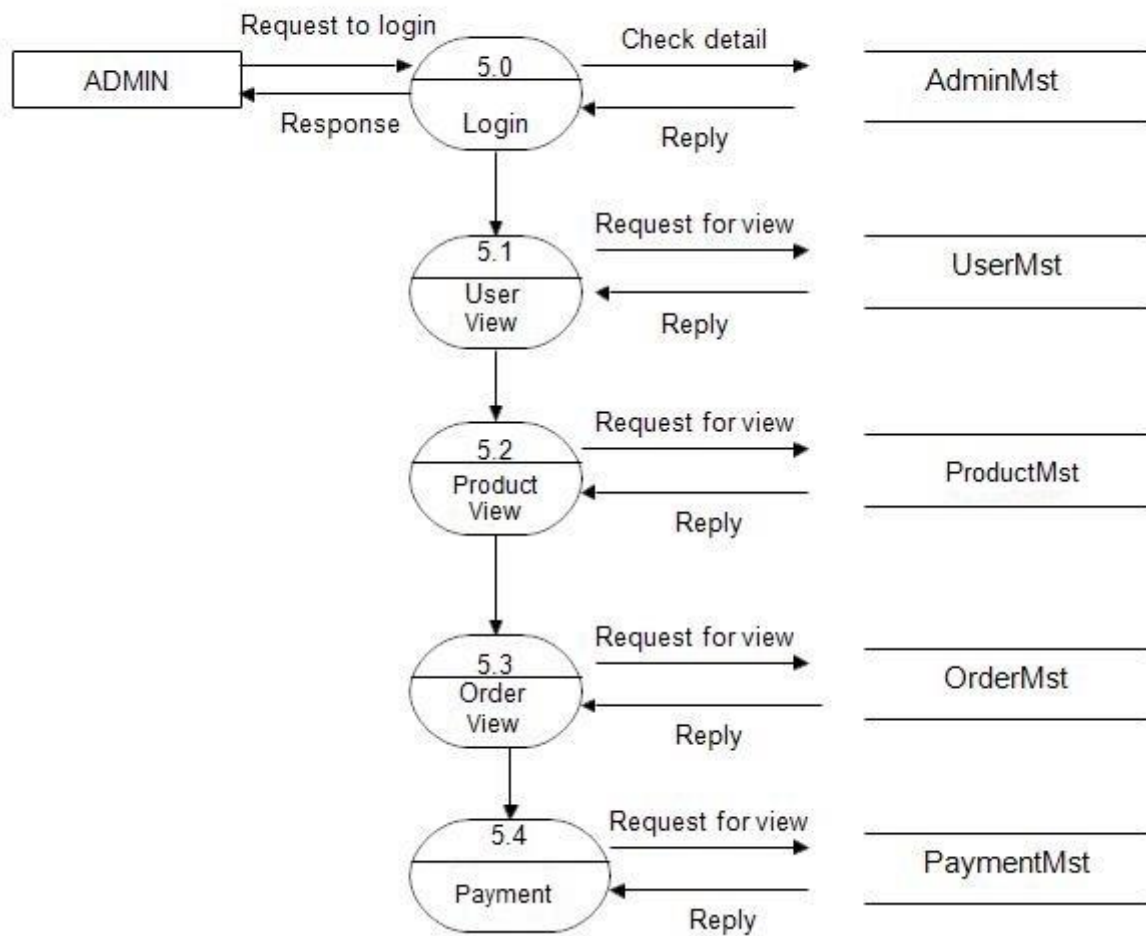 Request to login
Check detail
5.0
ADMIN
AdminMst
Response
Login
Reply
Request for view
5.1
UserMst
User
View
Reply
Request for view
5.2
ProductMst
Product
View
Reply
Request for view
5.3
OrderMst
Order
View
Reply
Request for view
5.4
PaymentMst
Payment
Reply